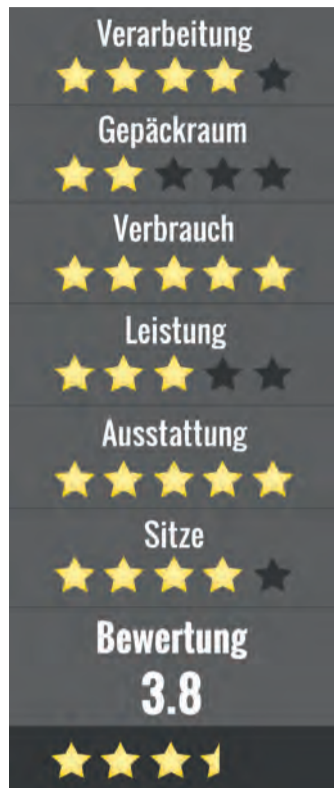 Verarbeitung
Gepäckraum
Verbrauch
Leistung
Ausstattung
Sitze
Bewertung
3.8